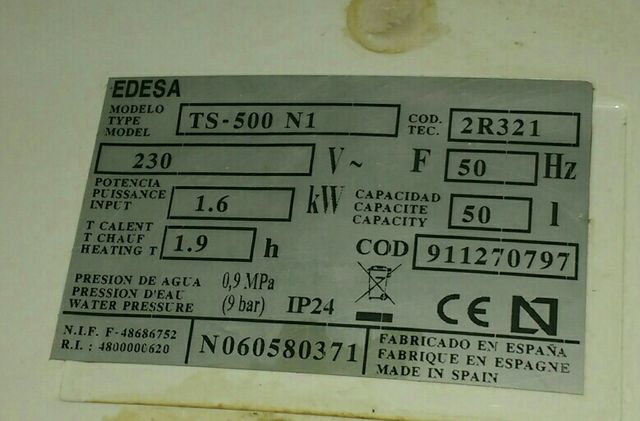 EDESA
MODELO
TYPE
MODEL
TS-500 N1
COD.
TEC.
2R321
230 V~ F 50 Hz
POTENCIA
PUISSANCE
INPUT
1.6 kW
CAPACIDAD
CAPACITE
CAPACITY
50 l
T CALENT
T CHAUF
HEATING T
1.9 h
COD 911270797
PRESION DE AGUA 0,9 MPa
PRESSION D'EAU
WATER PRESSURE (9 bar) IP24
CE N
N.I.F. F-48686752
R.I. : 4800000620
N060580371
FABRICADO EN ESPAÑA
FABRIQUE EN ESPAGNE
MADE IN SPAIN